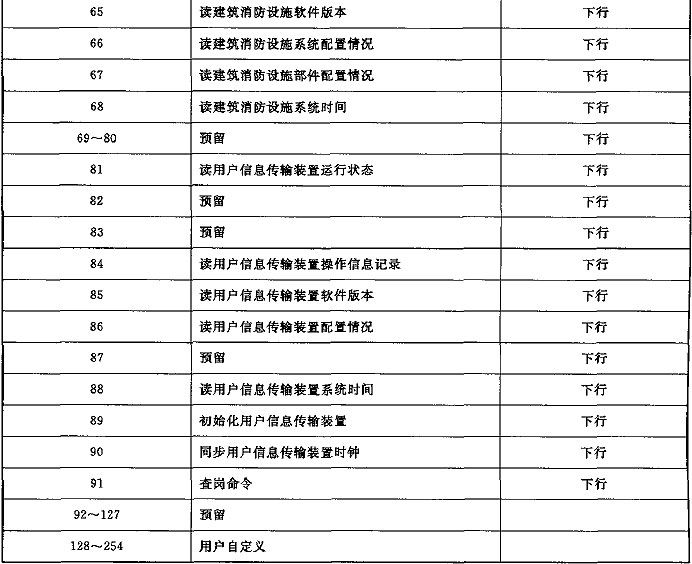 65 读建筑消防设施软件版本 下行
66 读建筑消防设施系统配置情况 下行
67 读建筑消防设施部件配置情况 下行
68 读建筑消防设施系统时间 下行
69～80 预留 下行
81 读用户信息传输装置运行状态 下行
82 预留 下行
83 预留 下行
84 读用户信息传输装置操作信息记录 下行
85 读用户信息传输装置软件版本 下行
86 读用户信息传输装置配置情况 下行
87 预留 下行
88 读用户信息传输装置系统时间 下行
89 初始化用户信息传输装置 下行
90 同步用户信息传输装置时钟 下行
91 查岗命令 下行
92～127 预留
128～254 用户自定义